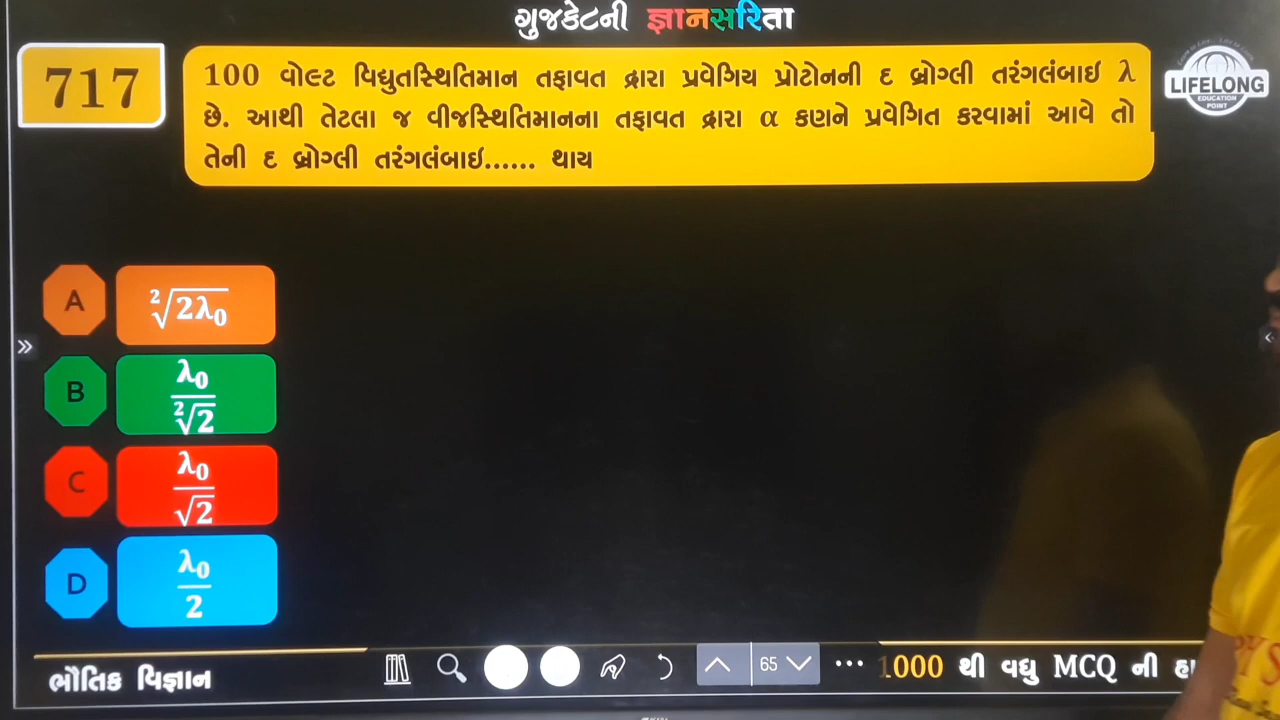 ગુજકેટની જ્ઞાનસરિતા
717
100 વોલ્ટ વિદ્યુતસ્થિતિમાન તફાવત દ્વારા પ્રવેગિય પ્રોટોનની દ બ્રોગ્લી તરંગલંબાઈ λ
છે. આથી તેટલા જ વીજસ્થિતિમાનના તફાવત દ્વારા α કણને પ્રવેગિત કરવામાં આવે તો
તેની દ બ્રોગ્લી તરંગલંબાઇ...... થાય
LIFELONG
EDUCATION
POINT
A ²√2λ₀
B λ₀/²√2
C λ₀/√2
D λ₀/2
ભૌતિક વિજ્ઞાન
65
1000 થી વધુ MCQ ની